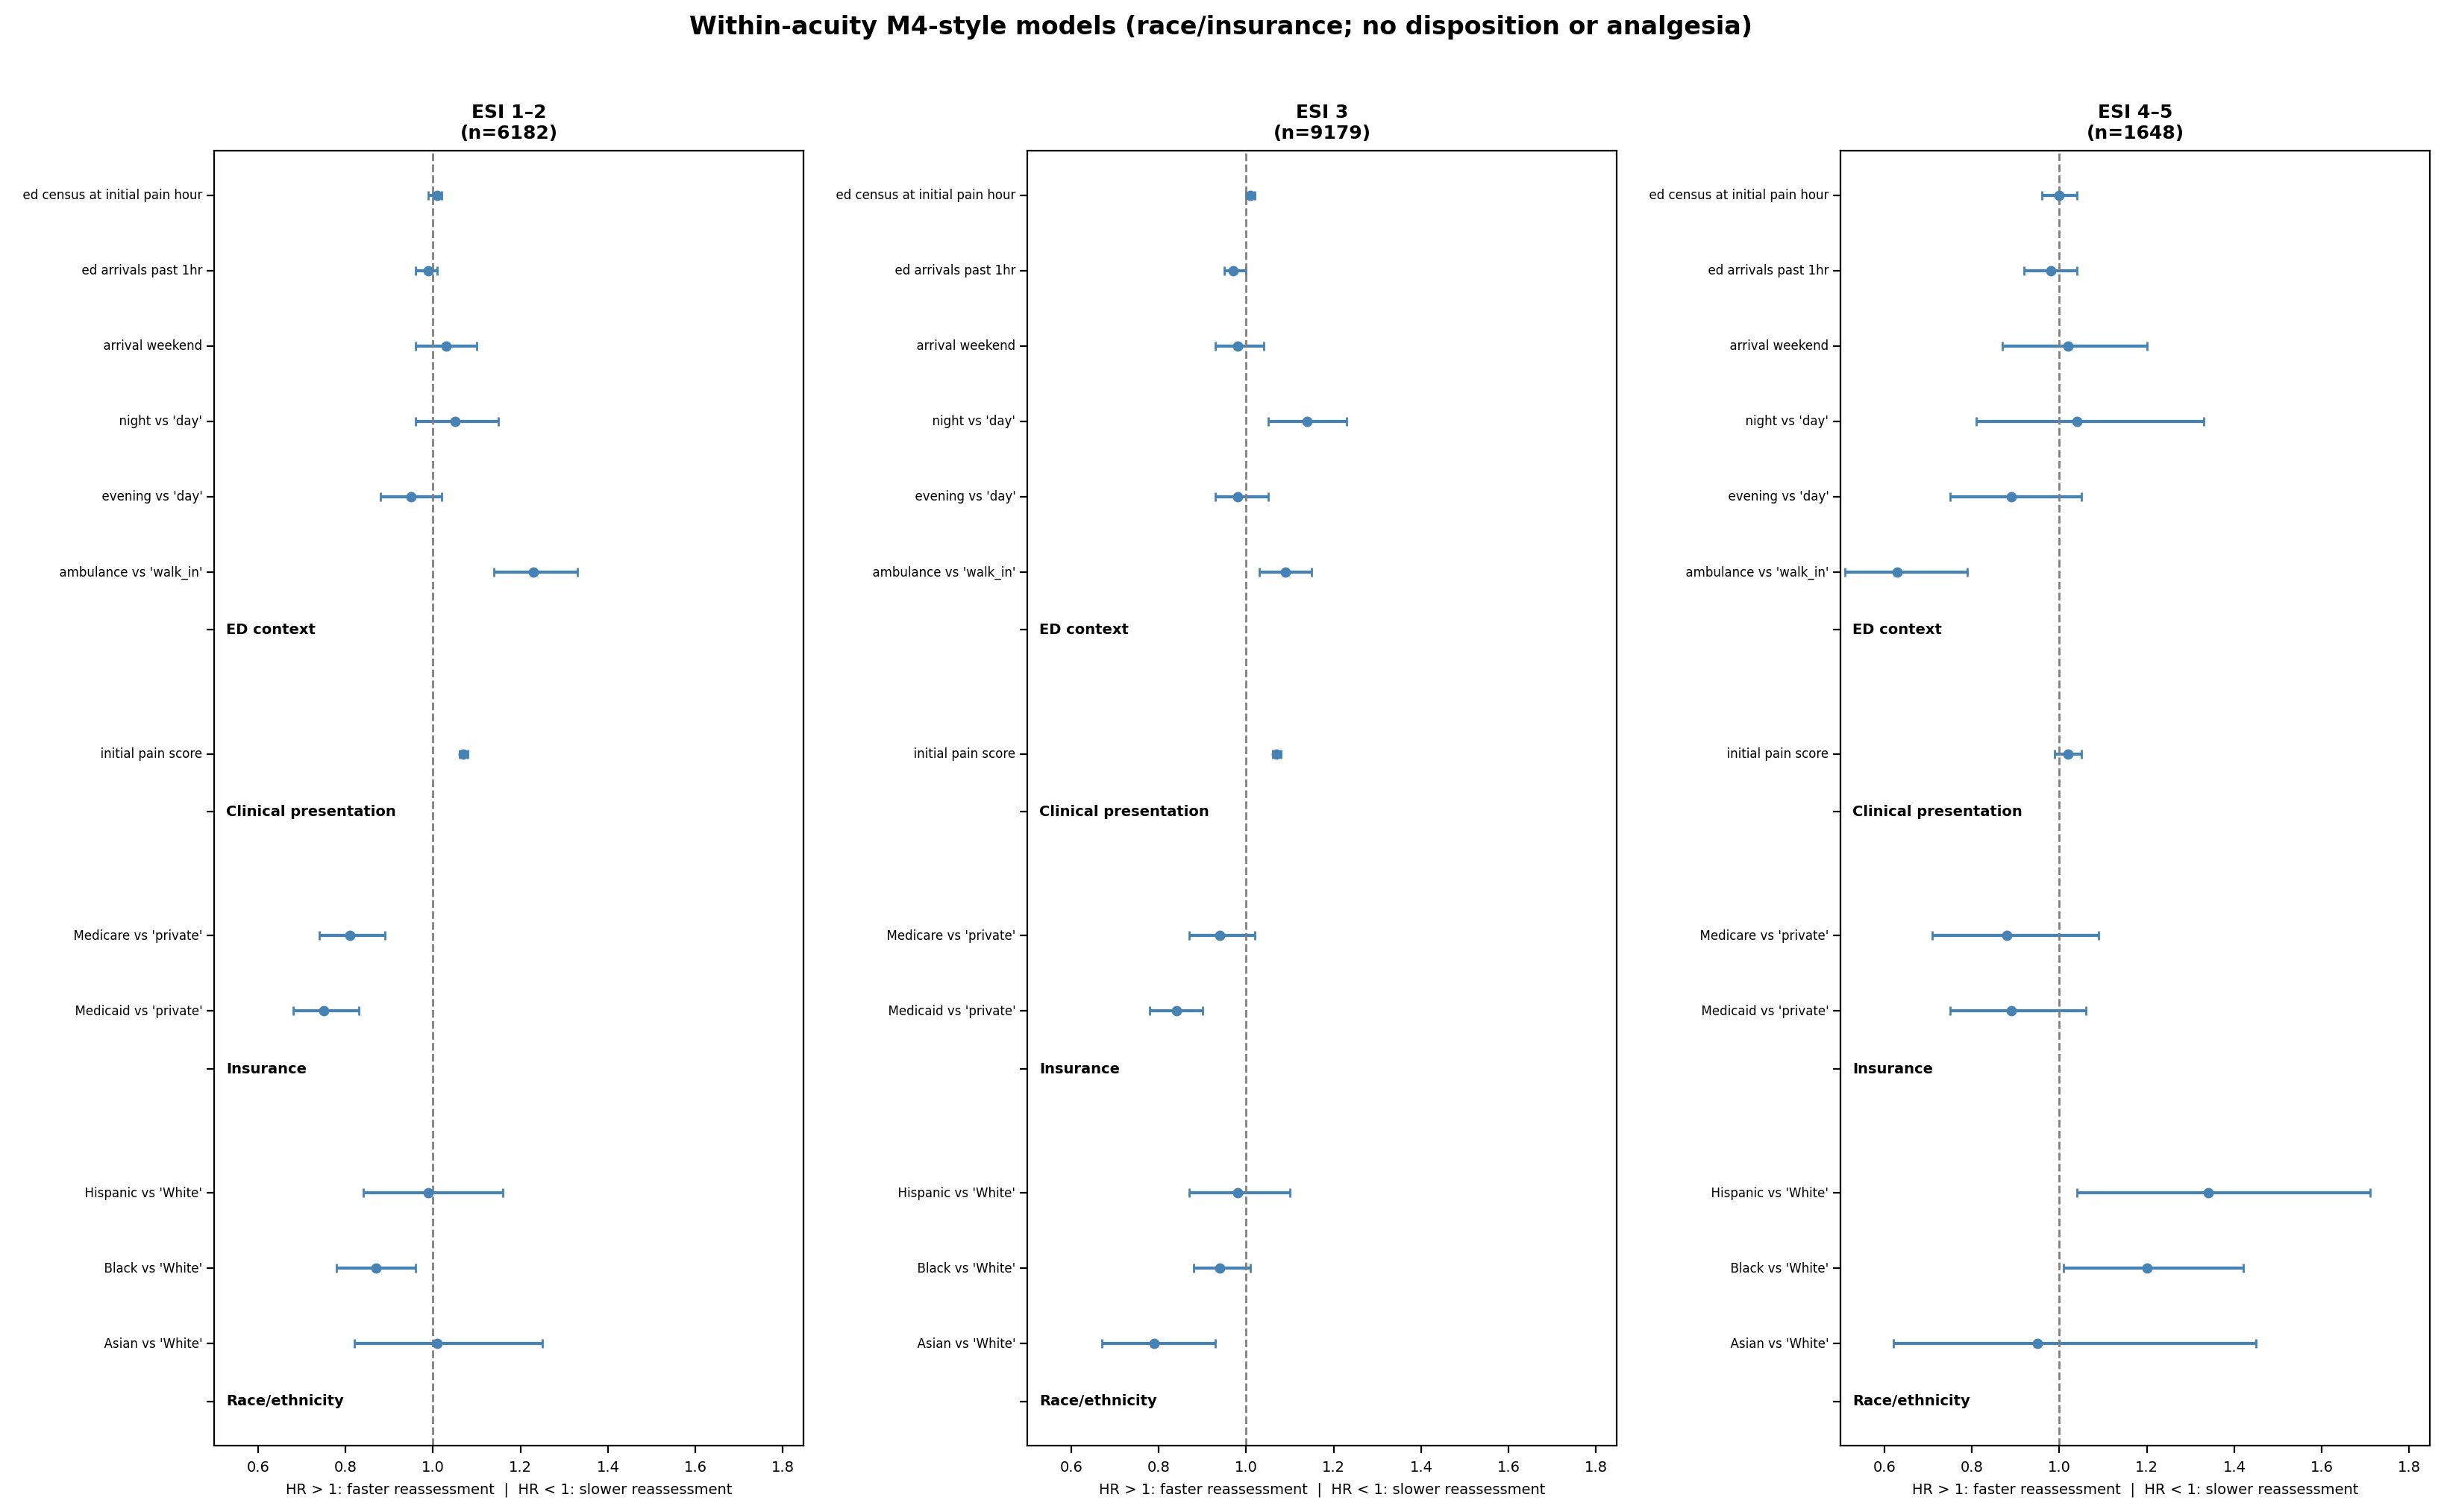 Within-acuity M4-style models (race/insurance; no disposition or analgesia)
ESI 1–2
(n=6182)
ed census at initial pain hour
ed arrivals past 1hr
arrival weekend
night vs 'day'
evening vs 'day'
ambulance vs 'walk_in'
ED context
initial pain score
Clinical presentation
Medicare vs 'private'
Medicaid vs 'private'
Insurance
Hispanic vs 'White'
Black vs 'White'
Asian vs 'White'
Race/ethnicity
0.6 0.8 1.0 1.2 1.4 1.6 1.8
HR > 1: faster reassessment | HR < 1: slower reassessment
ESI 3
(n=9179)
ed census at initial pain hour
ed arrivals past 1hr
arrival weekend
night vs 'day'
evening vs 'day'
ambulance vs 'walk_in'
ED context
initial pain score
Clinical presentation
Medicare vs 'private'
Medicaid vs 'private'
Insurance
Hispanic vs 'White'
Black vs 'White'
Asian vs 'White'
Race/ethnicity
0.6 0.8 1.0 1.2 1.4 1.6 1.8
HR > 1: faster reassessment | HR < 1: slower reassessment
ESI 4–5
(n=1648)
ed census at initial pain hour
ed arrivals past 1hr
arrival weekend
night vs 'day'
evening vs 'day'
ambulance vs 'walk_in'
ED context
initial pain score
Clinical presentation
Medicare vs 'private'
Medicaid vs 'private'
Insurance
Hispanic vs 'White'
Black vs 'White'
Asian vs 'White'
Race/ethnicity
0.6 0.8 1.0 1.2 1.4 1.6 1.8
HR > 1: faster reassessment | HR < 1: slower reassessment